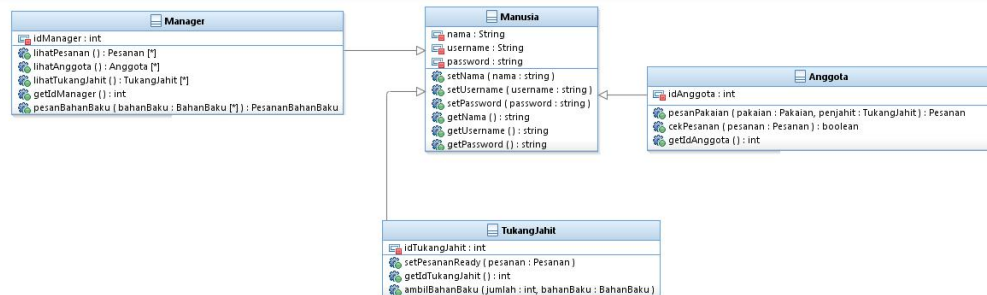 Manager
idManager : int
lihatPesanan ( ) : Pesanan [*]
lihatAnggota ( ) : Anggota [*]
lihatTukangJahit ( ) : TukangJahit [*]
getIdManager ( ) : int
pesanBahanBaku ( bahanBaku : BahanBaku [*] ) : PesananBahanBaku
Manusia
nama : String
username : String
password : string
setNama ( nama : string )
setUsername ( username : string )
setPassword ( password : string )
getNama ( ) : string
getUsername ( ) : string
getPassword ( ) : string
Anggota
idAnggota : int
pesanPakaian ( pakaian : Pakaian, penjahit : TukangJahit ) : Pesanan
cekPesanan ( pesanan : Pesanan ) : boolean
getIdAnggota ( ) : int
TukangJahit
idTukangJahit : int
setPesananReady ( pesanan : Pesanan )
getIdTukangJahit ( ) : int
ambilBahanBaku ( jumlah : int, bahanBaku : BahanBaku )